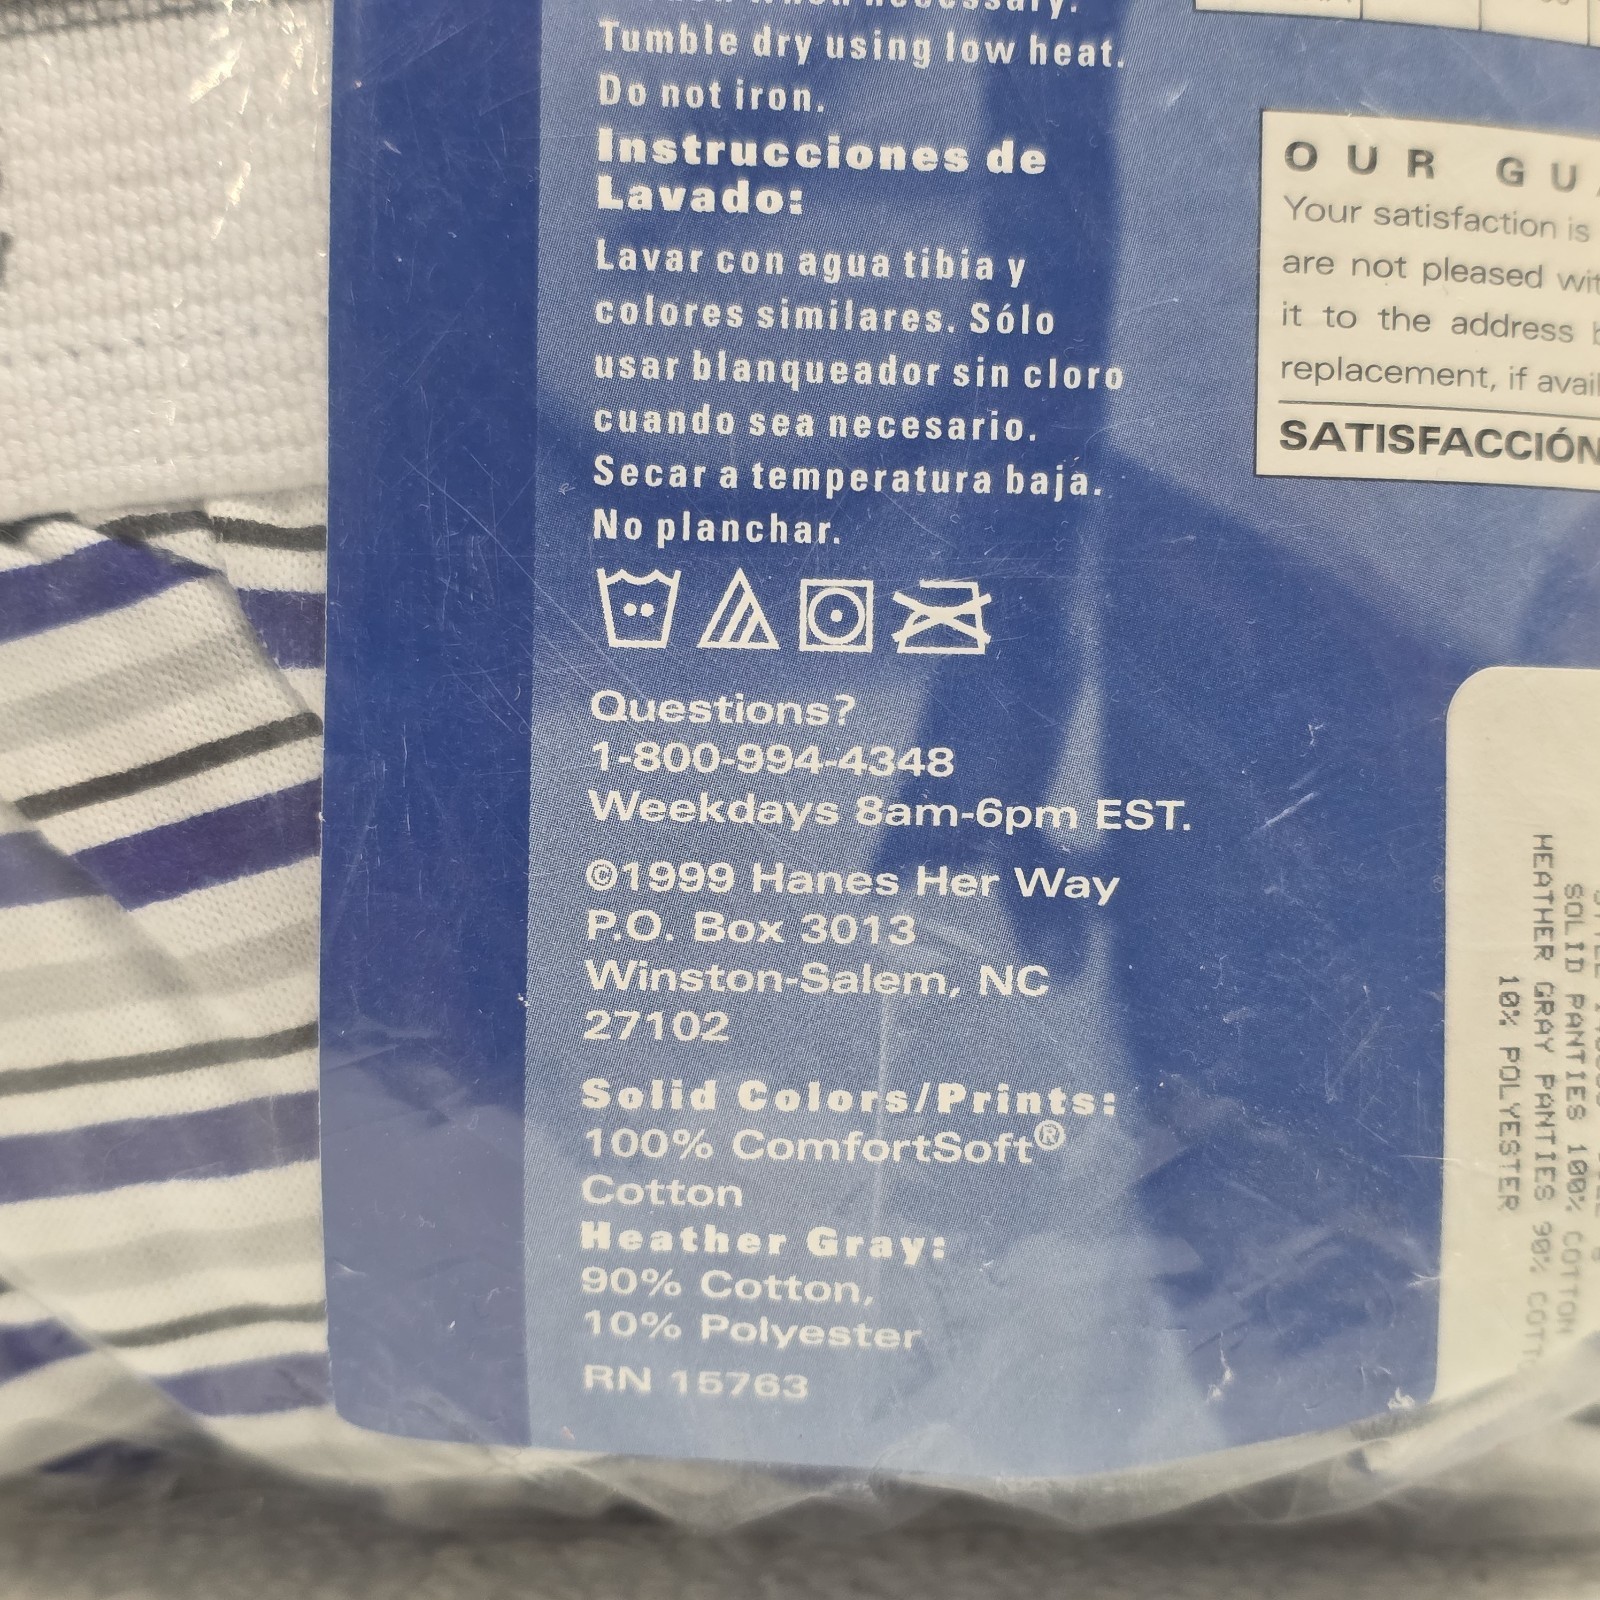 necessary.
Tumble dry using low heat.
Do not iron.
Instrucciones de
Lavado:
Lavar con agua tibia y
colores similares. Sólo
usar blanqueador sin cloro
cuando sea necesario.
Secar a temperatura baja.
No planchar.
Questions?
1-800-994-4348
Weekdays 8am-6pm EST.
©1999 Hanes Her Way
P.O. Box 3013
Winston-Salem, NC
27102
Solid Colors/Prints:
100% ComfortSoft®
Cotton
Heather Gray:
90% Cotton,
10% Polyester
RN 15763
OUR
Your satisfaction is
are not pleased
it to the address
replacement, if
SATISFACCIÓN
SOLID PANTIES 100% COTTON
HEATHER GRAY PANTIES 90%
10% POLYESTER